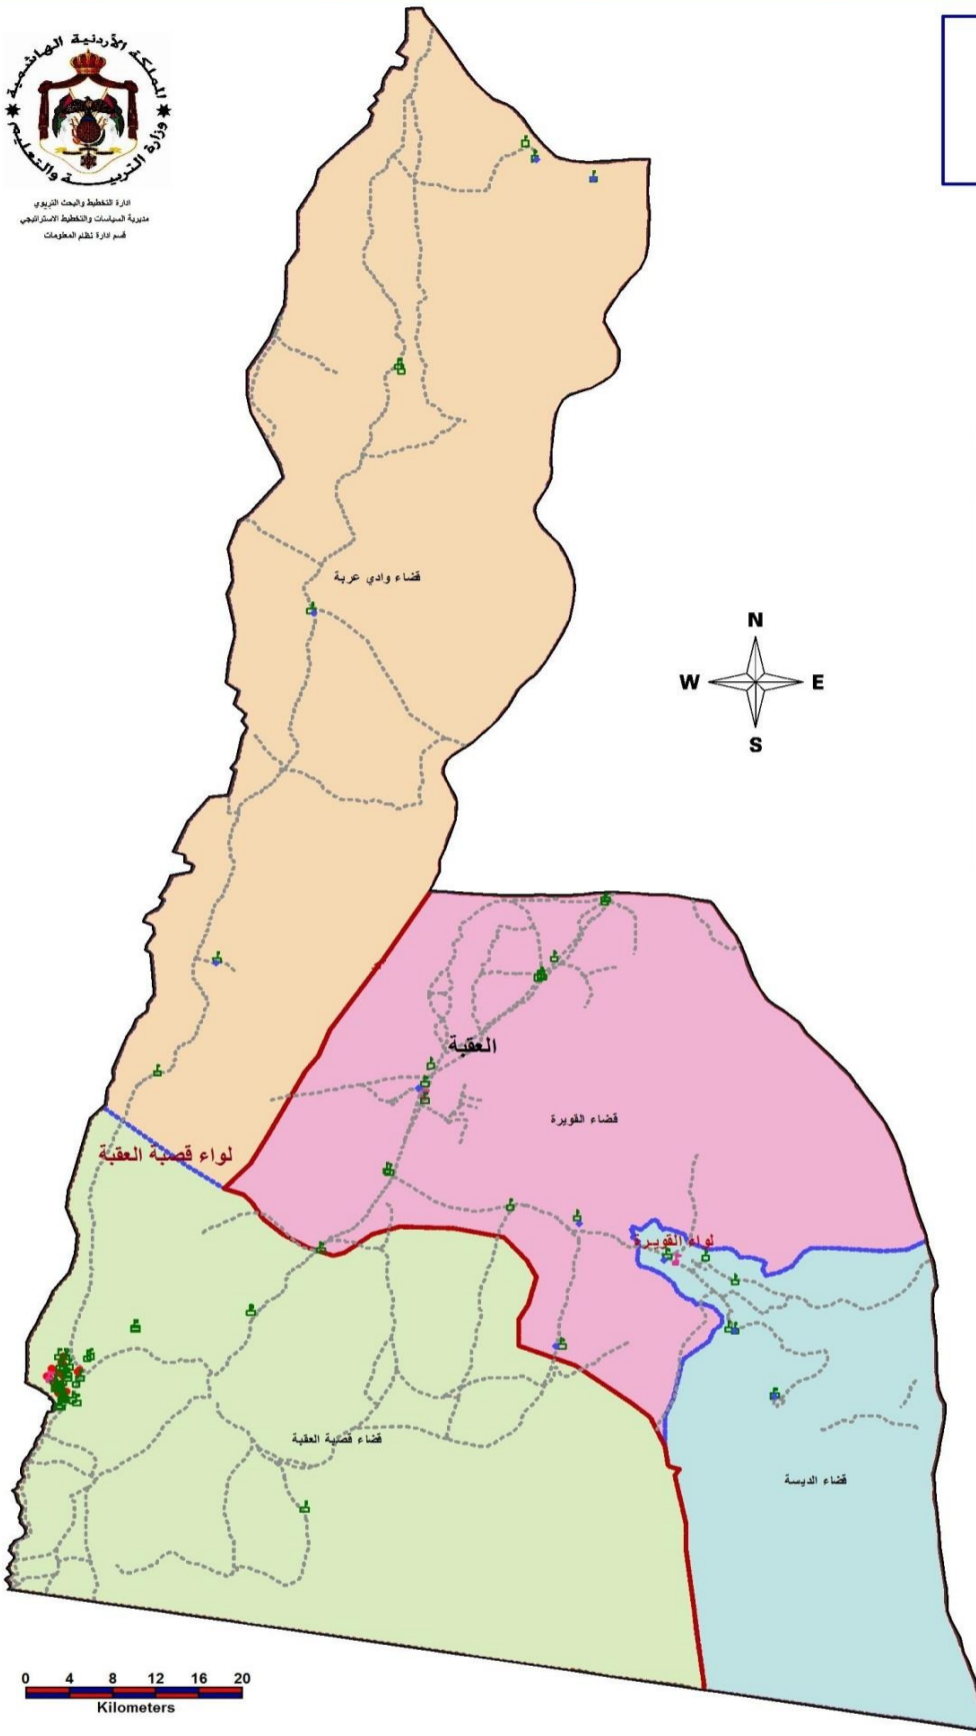 المملكة الأردنية الهاشمية
وزارة التربية والتعليم
ادارة التخطيط والبحث التربوي
مديرية السياسات والتخطيط الاستراتيجي
قسم ادارة نظام المعلومات
قضاء وادي عربة
N
W E
S
العقبة
قضاء القويرة
لواء قصبة العقبة
لواء القويرة
قضاء قصبة العقبة
قضاء الديسة
0 4 8 12 16 20
Kilometers